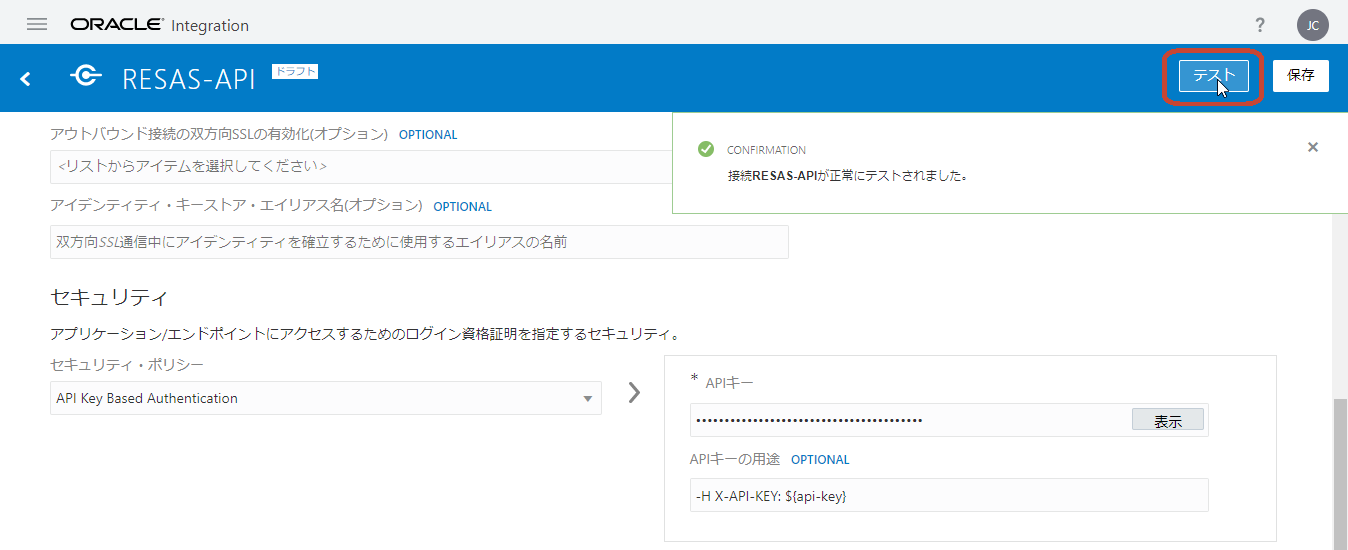 ORACLE Integration
? JC
RESAS-API ドラフト テスト 保存
アウトバウンド接続の双方向SSLの有効化(オプション) OPTIONAL
<リストからアイテムを選択してください>
CONFIRMATION
接続RESAS-APIが正常にテストされました。
アイデンティティ・キーストア・エイリアス名(オプション) OPTIONAL
双方向SSL通信中にアイデンティティを確立するために使用するエイリアスの名前
セキュリティ
アプリケーション/エンドポイントにアクセスするためのログイン資格証明を指定するセキュリティ。
セキュリティ・ポリシー
API Key Based Authentication
* APIキー
表示
APIキーの用途 OPTIONAL
-H X-API-KEY: ${api-key}